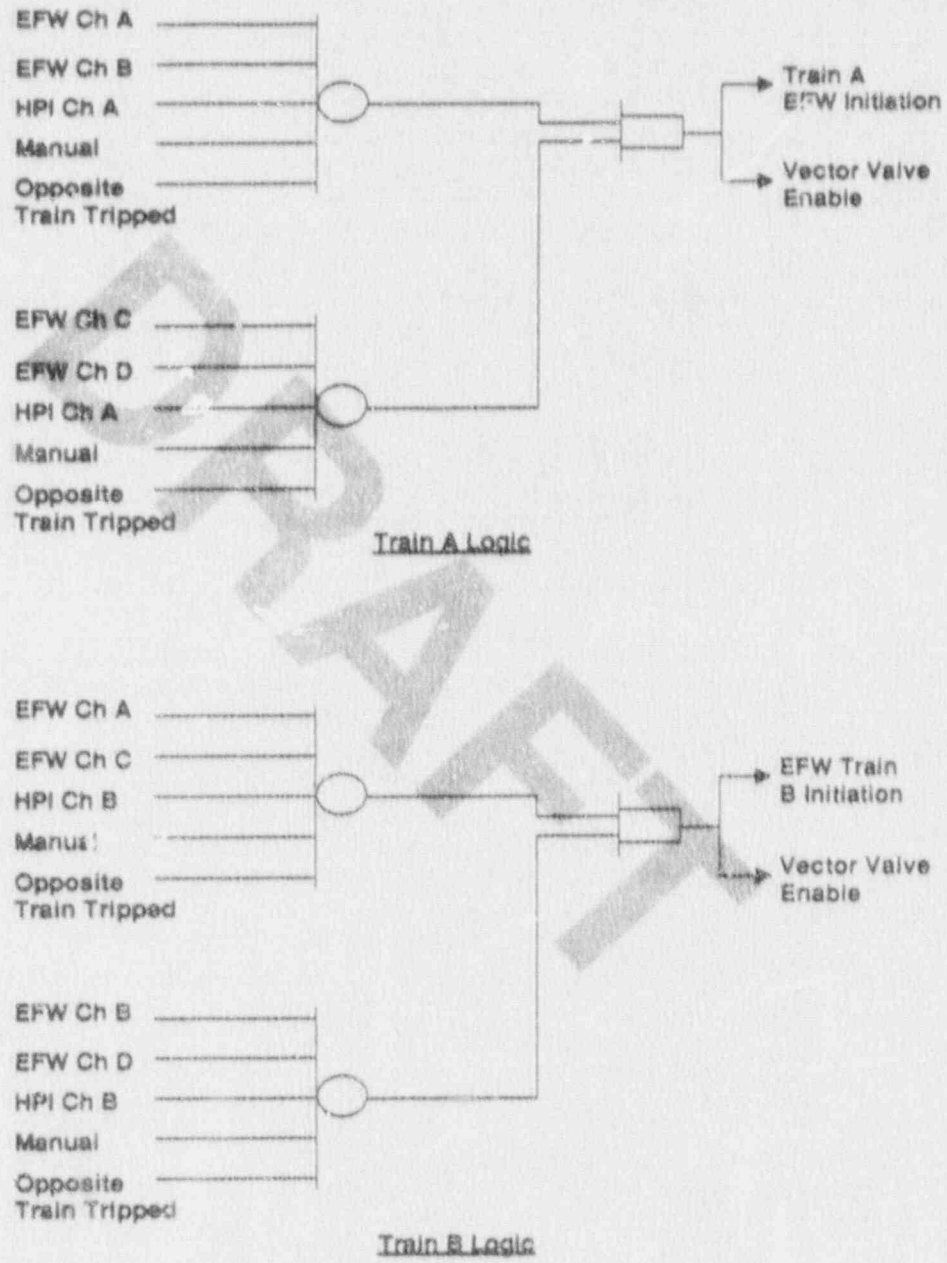 EFW Ch A
EFW Ch B
HPI Ch A
Manual
Opposite
Train Tripped
Train A
EFW Initiation
Vector Valve
Enable
EFW Ch C
EFW Ch D
HPI Ch A
Manual
Opposite
Train Tripped
Train A Logic
DRAFT
EFW Ch A
EFW Ch C
HPI Ch B
Manual
Opposite
Train Tripped
EFW Train
B Initiation
Vector Valve
Enable
EFW Ch B
EFW Ch D
HPI Ch B
Manual
Opposite
Train Tripped
Train B Logic